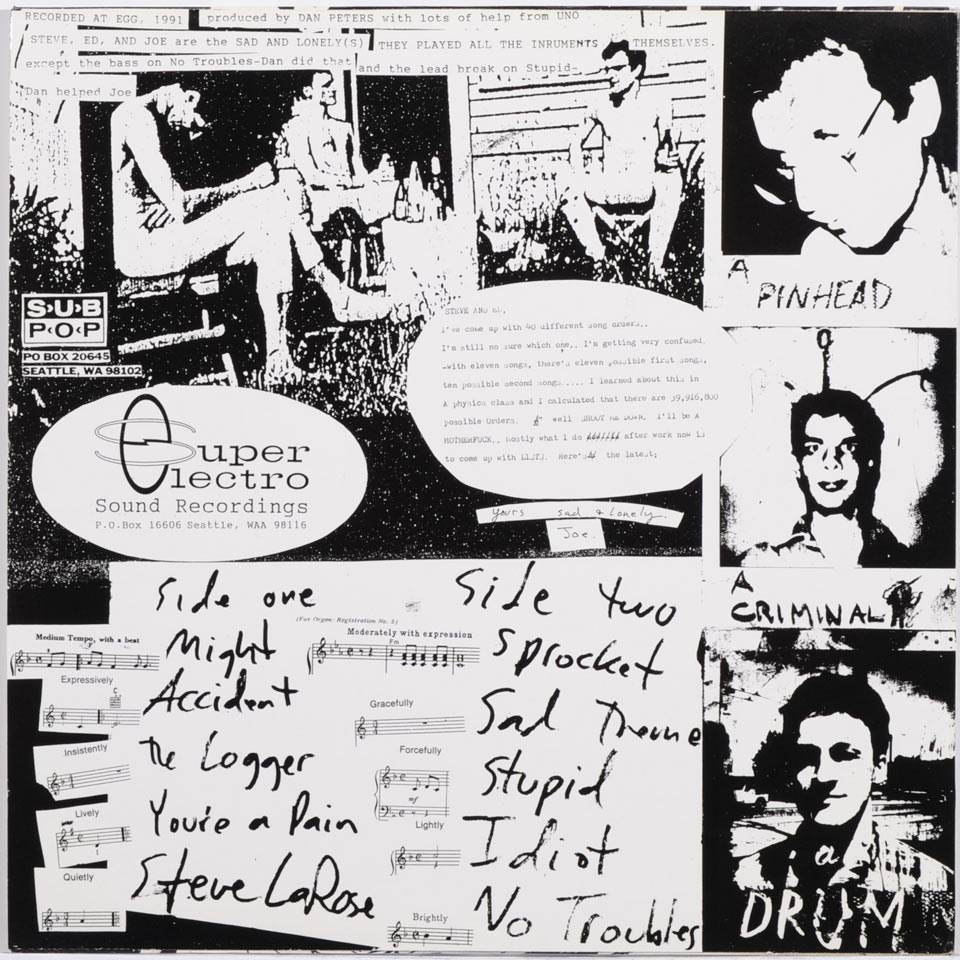 RECORDED AT EGG, 1991 produced by DAN PETERS with lots of help from UNO
STEVE, ED, AND JOE are the SAD AND LONELY(S) THEY PLAYED ALL THE INRUMENTS THEMSELVES.
except the bass on No Troubles-Dan did that and the lead break on Stupid-
Dan helped Joe
A
PINHEAD
SUB
POP
PO BOX 20645
SEATTLE, WA 98102
STEVE AND ED,
I've come up with 40 different song orders..
I'm still no sure which one.. I'm getting very confused
-with eleven songs, there's eleven possible first songs,
ten possible second songs..... I learned about this in
A physics class and I calculated that there are 39,916,800
possible Orders. well SHOOT ME DOWN, I'll be A
MOTHERFUCK.. Mostly what I do after work now is
to come up with LISTS. Here's the latest;
yours sad & lonely.
Joe.
Super
Electro
Sound Recordings
P.O.Box 16606 Seattle, WAA 98116
A
CRIMINAL
Side one
Might
Accident
The Logger
You're a Pain
Steve LaRose
Side two
Sprocket
Sad Theme
Stupid
Idiot
No Troubles
(For Organ: Registration No. 5)
Medium Tempo, with a beat
Moderately with expression
Fm
Expressively
C
Gracefully
Insistently
Forcefully
mf
Lively
Lightly
Quietly
Brightly
a
DRUM